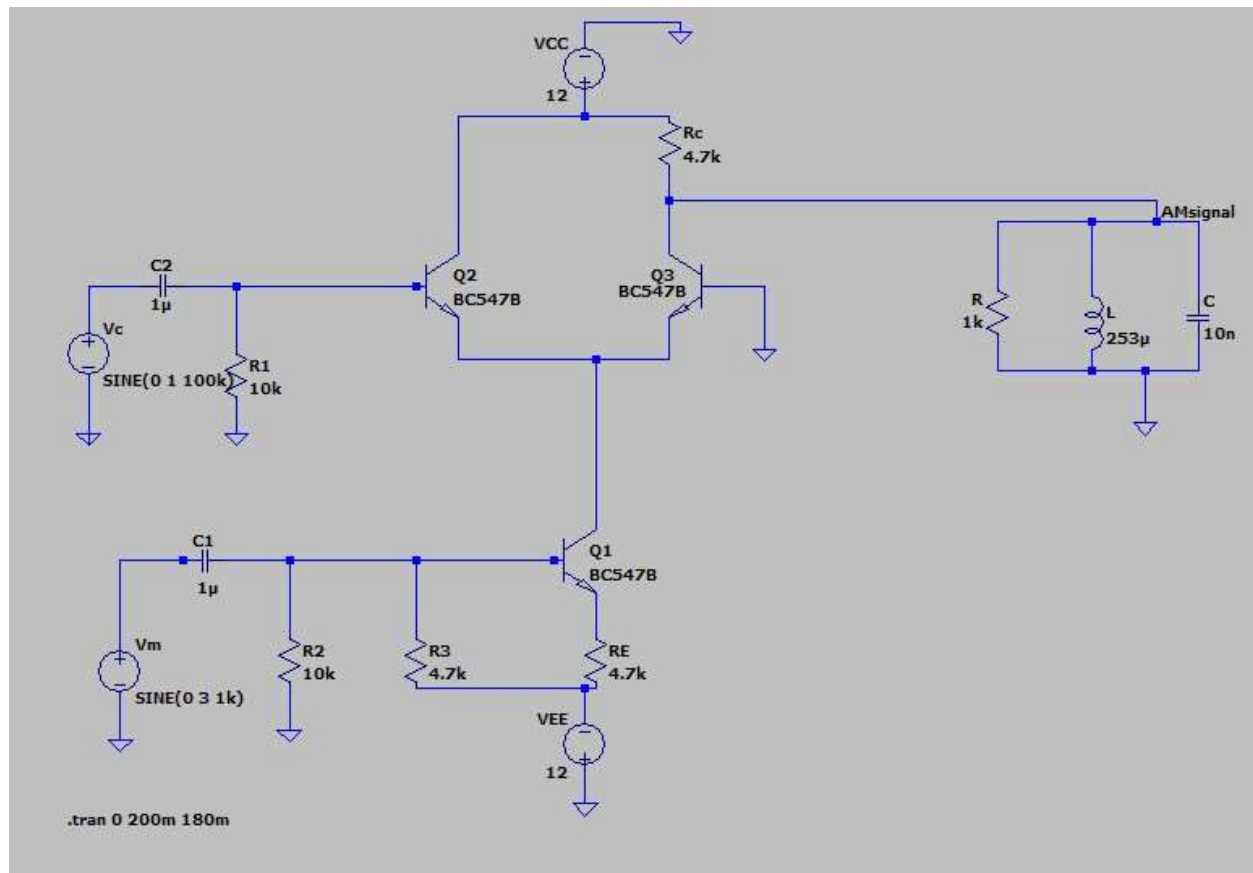 VCC
12
Rc
4.7k
AMsignal
C2
1µ
Q2
BC547B
Q3
BC547B
R
1k
L
253µ
C
10n
Vc
SINE(0 1 100k)
R1
10k
C1
1µ
Q1
BC547B
Vm
SINE(0 3 1k)
R2
10k
R3
4.7k
RE
4.7k
VEE
12
.tran 0 200m 180m